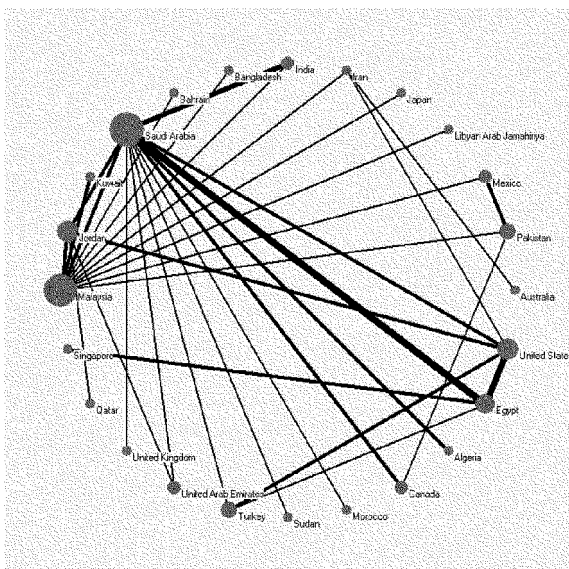 India
Iran
Bangladesh
Bahrain
Japan
Saudi Arabia
Libyan Arab Jamahiriya
Kuwait
Mexico
Jordan
Pakistan
Malaysia
Australia
Singapore
United State
Qatar
Egypt
United Kingdom
Algeria
United Arab Emirates
Canada
Turkey
Sudan
Morocco